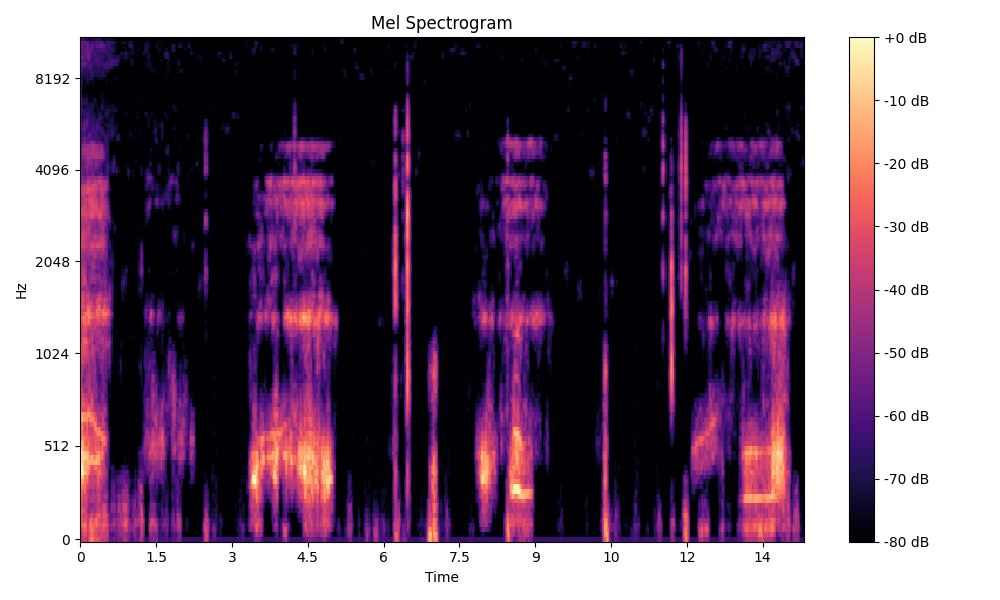 Mel Spectrogram
+0 dB
8192
-10 dB
-20 dB
4096
-30 dB
Hz
2048
-40 dB
1024
-50 dB
512
-60 dB
-70 dB
0
-80 dB
0 1.5 3 4.5 6 7.5 9 10 12 14
Time